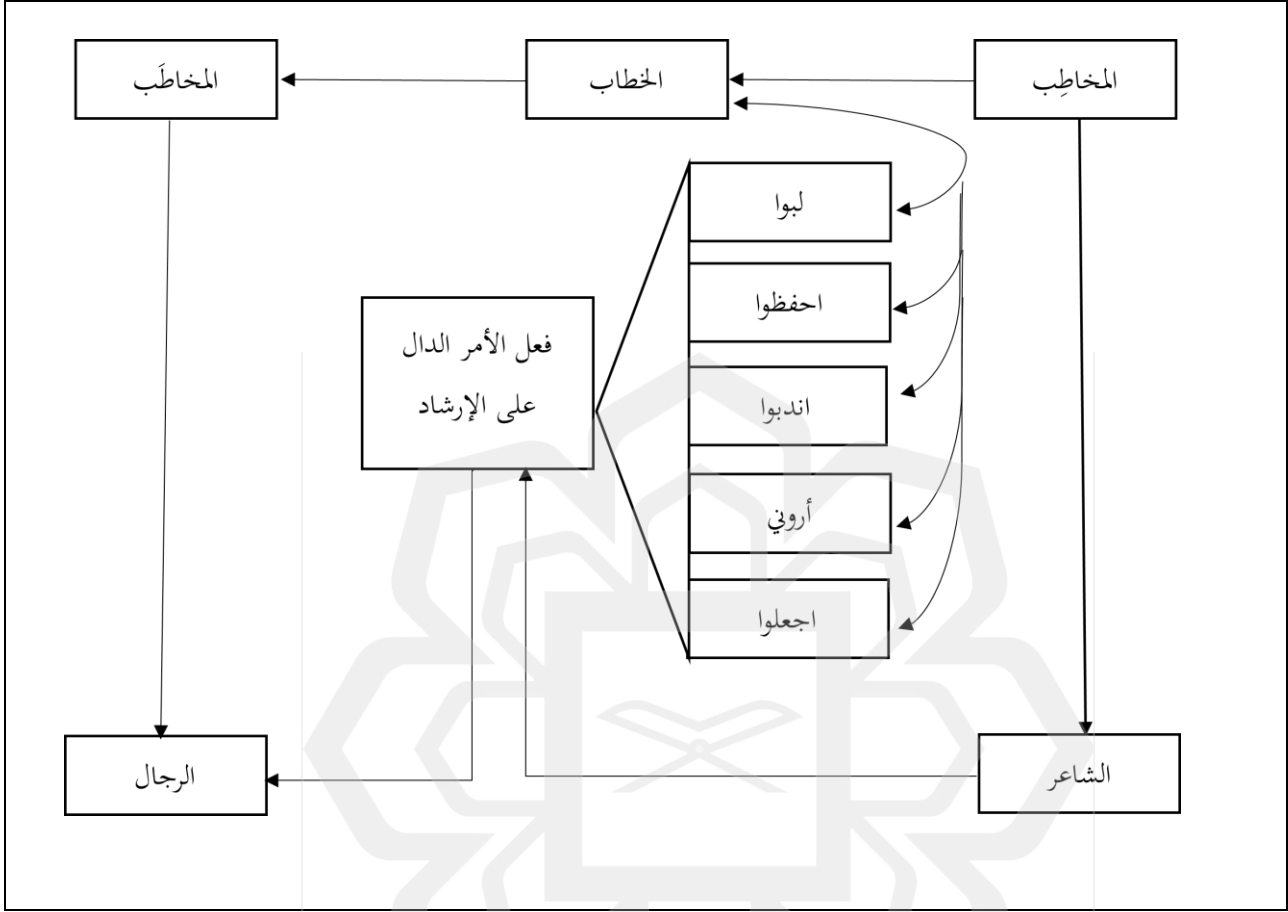 المخاطِب
الخطاب
المخاطَب
لبوا
احفظوا
فعل الأمر الدال
على الإرشاد
اندبوا
أروني
اجعلوا
الشاعر
الرجال